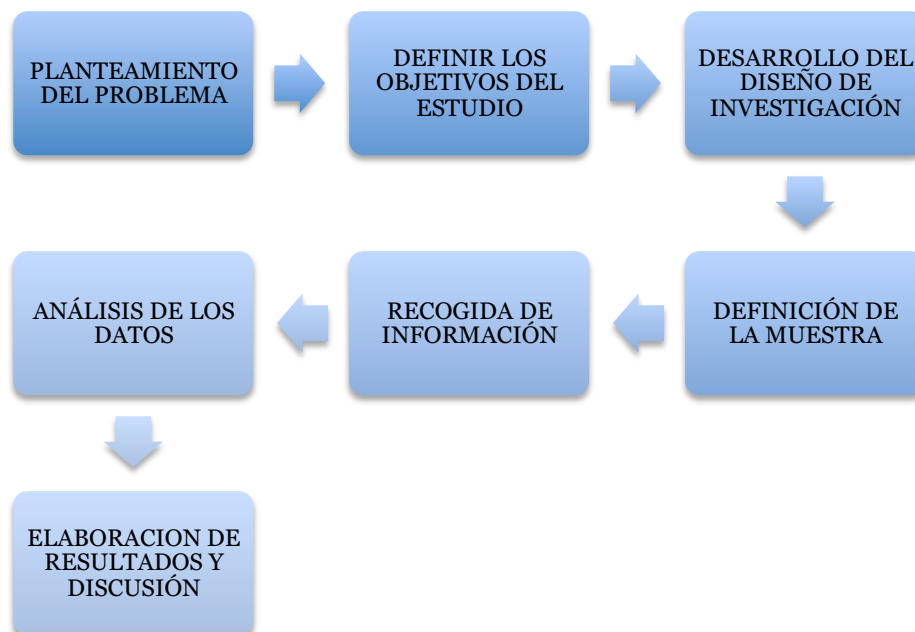 PLANTEAMIENTO
DEL PROBLEMA
DEFINIR LOS
OBJETIVOS DEL
ESTUDIO
DESARROLLO DEL
DISEÑO DE
INVESTIGACIÓN
DEFINICIÓN DE
LA MUESTRA
RECOGIDA DE
INFORMACIÓN
ANÁLISIS DE LOS
DATOS
ELABORACION DE
RESULTADOS Y
DISCUSIÓN